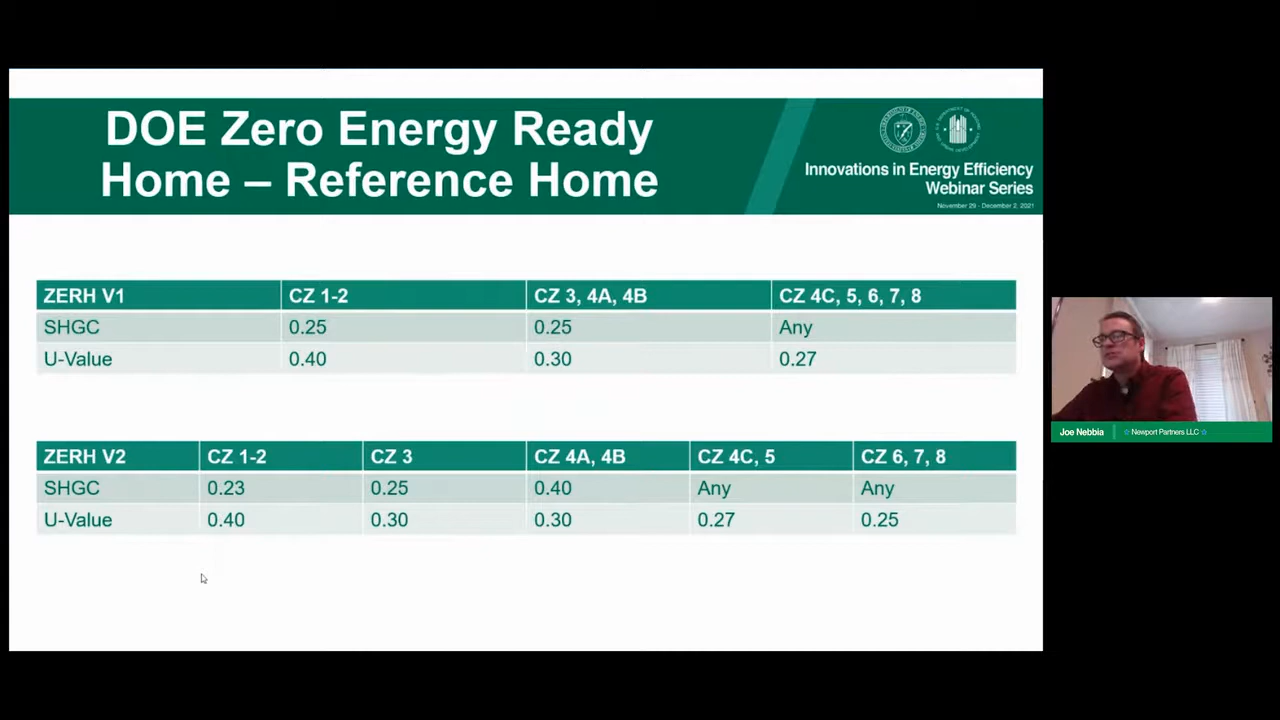 DOE Zero Energy Ready
Home – Reference Home
Innovations in Energy Efficiency
Webinar Series
November 29 - December 2, 2021
ZERH V1 CZ 1-2 CZ 3, 4A, 4B CZ 4C, 5, 6, 7, 8
SHGC 0.25 0.25 Any
U-Value 0.40 0.30 0.27
ZERH V2 CZ 1-2 CZ 3 CZ 4A, 4B CZ 4C, 5 CZ 6, 7, 8
SHGC 0.23 0.25 0.40 Any Any
U-Value 0.40 0.30 0.30 0.27 0.25
Joe Nebbia Newport Partners LLC